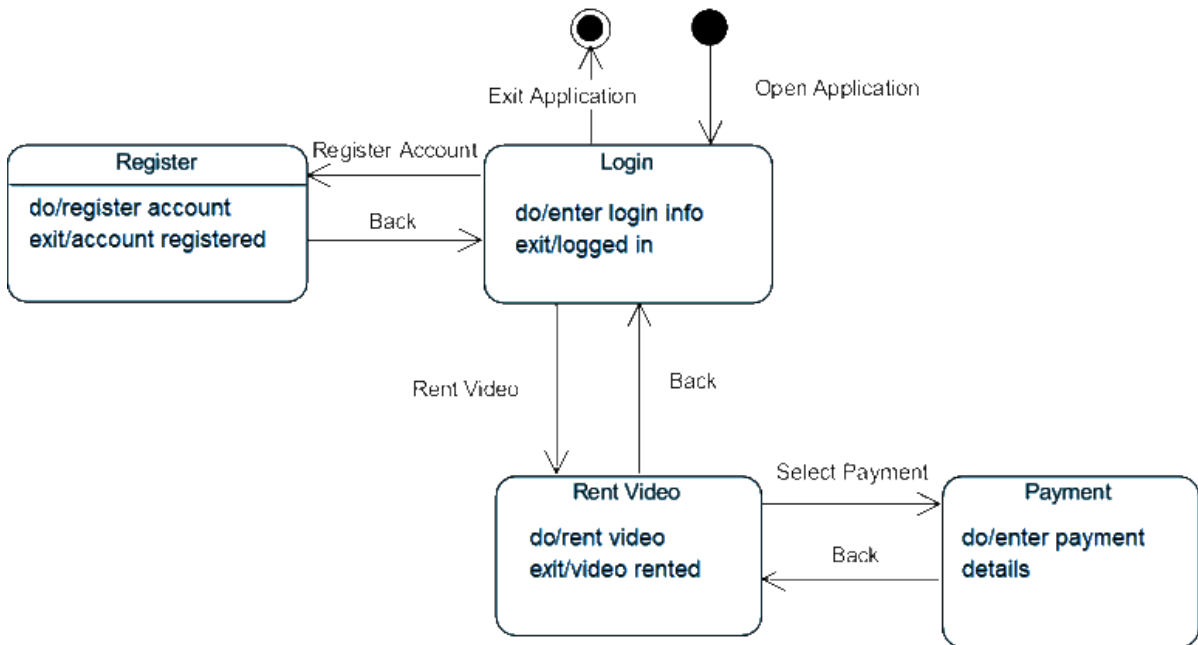 Exit Application
Open Application
Register Account
Register
do/register account
exit/account registered
Back
Login
do/enter login info
exit/logged in
Rent Video
Back
Rent Video
do/rent video
exit/video rented
Select Payment
Back
Payment
do/enter payment
details